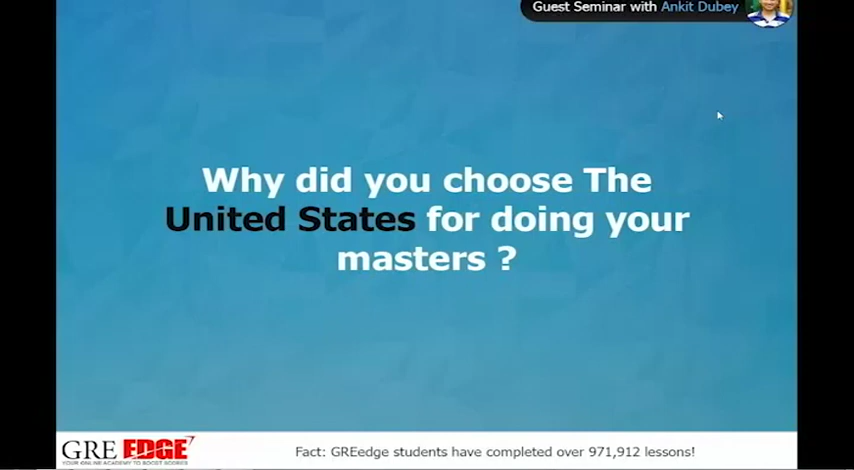 Guest Seminar with Ankit Dubey
Why did you choose The
United States for doing your
masters ?
GRE EDGE
YOUR ONLINE ACADEMY TO BOOST SCORES
Fact: GREedge students have completed over 971,912 lessons!